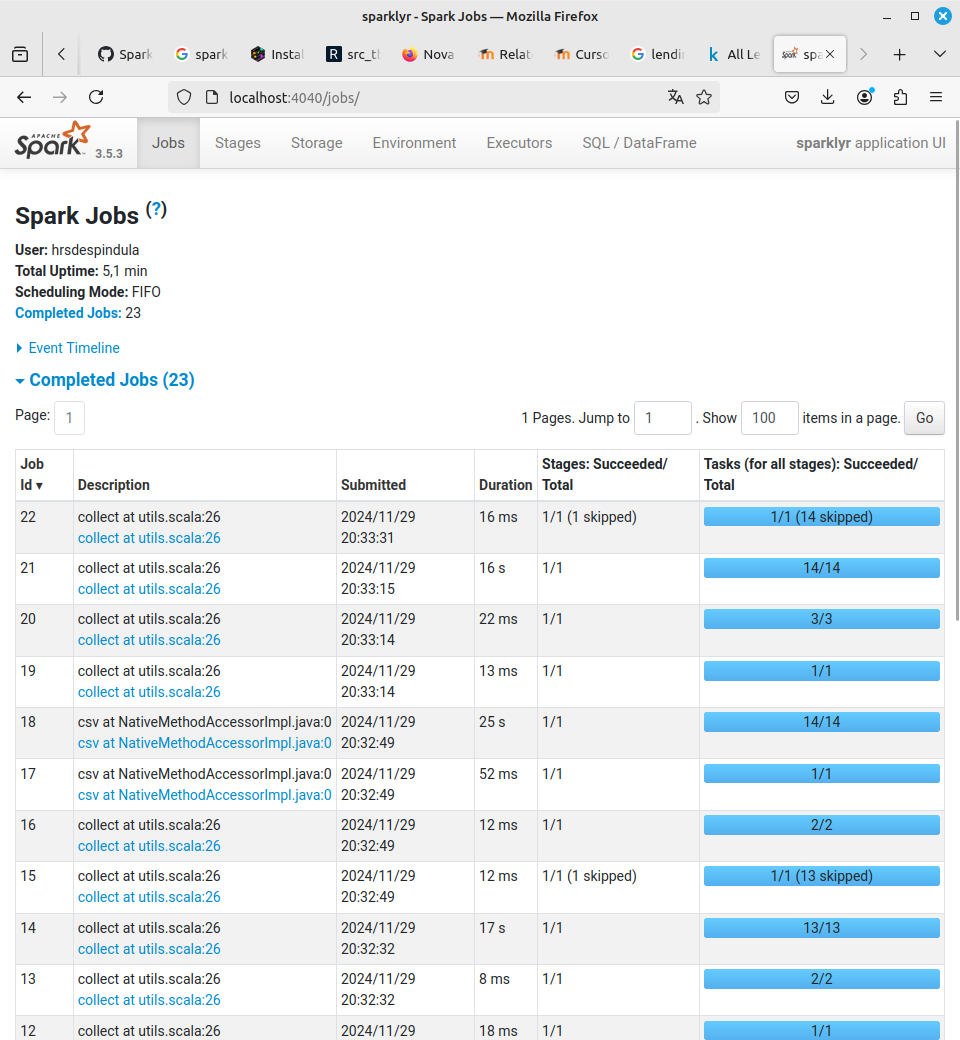 sparklyr - Spark Jobs — Mozilla Firefox
Spark spark Instal src_tl Nova Relat Curso lendin All Le spa
localhost:4040/jobs/
APACHE Spark 3.5.3 Jobs Stages Storage Environment Executors SQL / DataFrame sparklyr application UI
Spark Jobs (?)
User: hrsdespindula
Total Uptime: 5,1 min
Scheduling Mode: FIFO
Completed Jobs: 23
Event Timeline
Completed Jobs (23)
Page: 1 1 Pages. Jump to 1 . Show 100 items in a page. Go
Job Id ▾ Description Submitted Duration Stages: Succeeded/Total Tasks (for all stages): Succeeded/Total
22 collect at utils.scala:26 2024/11/29 16 ms 1/1 (1 skipped) 1/1 (14 skipped)
collect at utils.scala:26 20:33:31
21 collect at utils.scala:26 2024/11/29 16 s 1/1 14/14
collect at utils.scala:26 20:33:15
20 collect at utils.scala:26 2024/11/29 22 ms 1/1 3/3
collect at utils.scala:26 20:33:14
19 collect at utils.scala:26 2024/11/29 13 ms 1/1 1/1
collect at utils.scala:26 20:33:14
18 csv at NativeMethodAccessorImpl.java:0 2024/11/29 25 s 1/1 14/14
csv at NativeMethodAccessorImpl.java:0 20:32:49
17 csv at NativeMethodAccessorImpl.java:0 2024/11/29 52 ms 1/1 1/1
csv at NativeMethodAccessorImpl.java:0 20:32:49
16 collect at utils.scala:26 2024/11/29 12 ms 1/1 2/2
collect at utils.scala:26 20:32:49
15 collect at utils.scala:26 2024/11/29 12 ms 1/1 (1 skipped) 1/1 (13 skipped)
collect at utils.scala:26 20:32:49
14 collect at utils.scala:26 2024/11/29 17 s 1/1 13/13
collect at utils.scala:26 20:32:32
13 collect at utils.scala:26 2024/11/29 8 ms 1/1 2/2
collect at utils.scala:26 20:32:32
12 collect at utils.scala:26 2024/11/29 18 ms 1/1 1/1